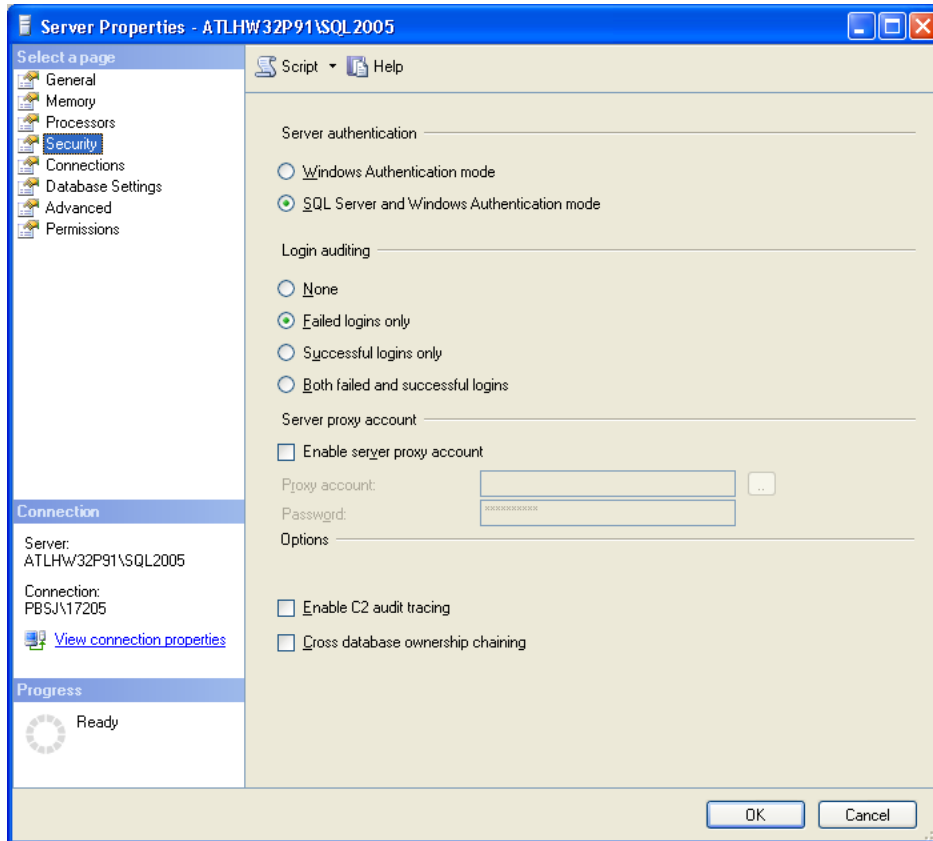 Server Properties - ATLHW32P91\SQL2005
Select a page
General
Memory
Processors
Security
Connections
Database Settings
Advanced
Permissions
Connection
Server:
ATLHW32P91\SQL2005
Connection:
PBSJ\17205
View connection properties
Progress
Ready
Script Help
Server authentication
Windows Authentication mode
SQL Server and Windows Authentication mode
Login auditing
None
Failed logins only
Successful logins only
Both failed and successful logins
Server proxy account
Enable server proxy account
Proxy account: ..
Password: **********
Options
Enable C2 audit tracing
Cross database ownership chaining
OK Cancel